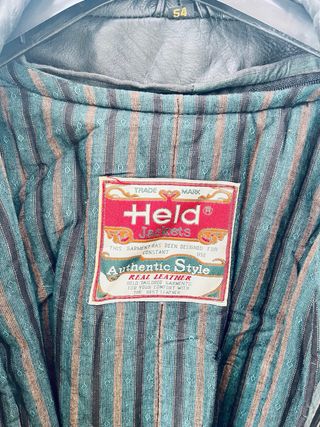 54
TRADE MARK
Held®
Jackets
THIS GARMENT HAS BEEN DESIGNED FOR
CONSTANT USE
Authentic Style
REAL LEATHER
HELD TAILORED GARMENTS
FOR YOUR COMFORT WITH
THE BEST LEATHER